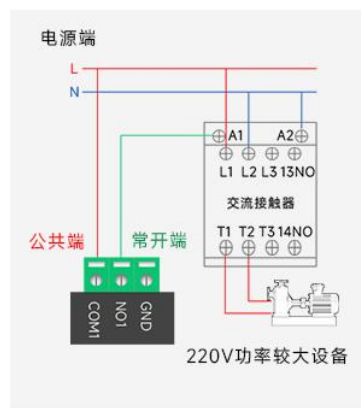 电源端
L
N
A1 A2
L1 L2 L3 13NO
交流接触器
T1 T2 T3 14NO
公共端 常开端
COM1 NO1 GND
220V功率较大设备